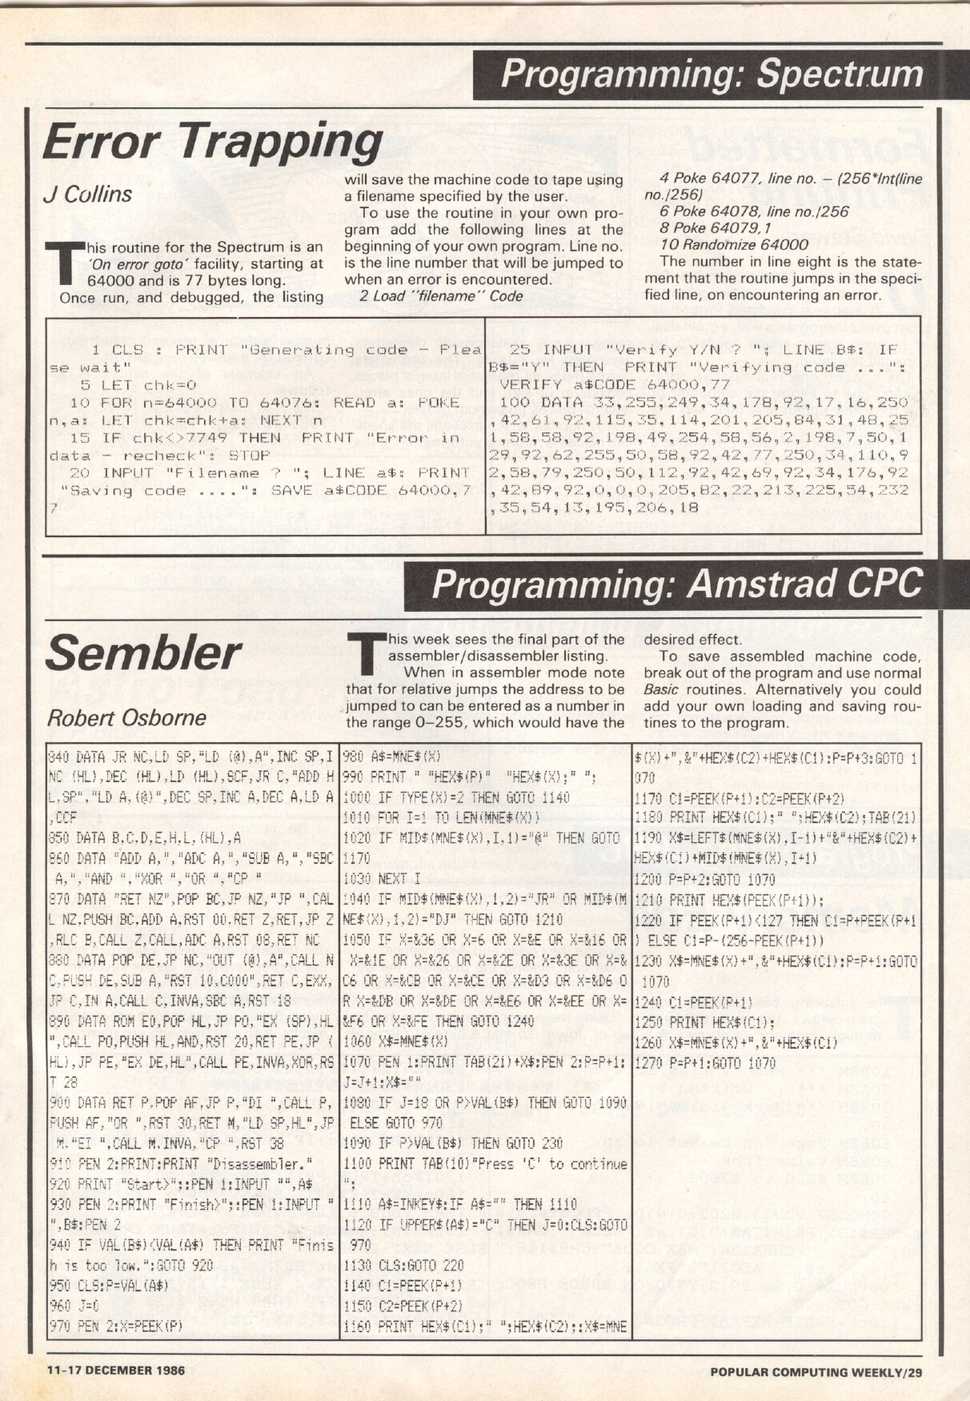 Programming: Spectrum
Error Trapping
J Collins
This routine for the Spectrum is an
'On error goto' facility, starting at
64000 and is 77 bytes long.
Once run, and debugged, the listing
will save the machine code to tape using
a filename specified by the user.
To use the routine in your own pro-
gram add the following lines at the
beginning of your own program. Line no.
is the line number that will be jumped to
when an error is encountered.
2 Load ''filename'' Code
4 Poke 64077, line no. – (256*Int(line
no./256)
6 Poke 64078, line no./256
8 Poke 64079,1
10 Randomize 64000
The number in line eight is the state-
ment that the routine jumps in the speci-
fied line, on encountering an error.
1 CLS : PRINT "Generating code - Plea
se wait"
5 LET chk=0
10 FOR n=64000 TO 64076: READ a: POKE
n,a: LET chk=chk+a: NEXT n
15 IF chk<>7749 THEN  PRINT "Error in
data - recheck": STOP
20 INPUT "Filename ? "; LINE a$: PRINT
"Saving code ....": SAVE a$CODE 64000,7
7
25 INPUT "Verify Y/N ? "; LINE B$: IF
B$="Y" THEN  PRINT "Verifying code ...":
VERIFY a$CODE 64000,77
100 DATA 33,255,249,34,178,92,17,16,250
,42,61,92,115,35,114,201,205,84,31,48,25
1,58,58,92,198,49,254,58,56,2,198,7,50,1
29,92,62,255,50,58,92,42,77,250,34,110,9
2,58,79,250,50,112,92,42,69,92,34,176,92
,42,89,92,0,0,0,205,82,22,213,225,54,232
,35,54,13,195,206,18
Programming: Amstrad CPC
Sembler
Robert Osborne
This week sees the final part of the
assembler/disassembler listing.
When in assembler mode note
that for relative jumps the address to be
jumped to can be entered as a number in
the range 0–255, which would have the
desired effect.
To save assembled machine code,
break out of the program and use normal
Basic routines. Alternatively you could
add your own loading and saving rou-
tines to the program.
840 DATA JR NC,LD SP,"LD (@),A",INC SP,I
NC (HL),DEC (HL),LD (HL),SCF,JR C,"ADD H
L,SP","LD A,(@)",DEC SP,INC A,DEC A,LD A
,CCF
850 DATA B,C,D,E,H,L,(HL),A
860 DATA "ADD A,","ADC A,","SUB A,","SBC
A,","AND ","XOR ","OR ","CP "
870 DATA "RET NZ",POP BC,JP NZ,"JP ",CAL
L NZ,PUSH BC,ADD A,RST 00,RET Z,RET,JP Z
,RLC B,CALL Z,CALL,ADC A,RST 08,RET NC
880 DATA POP DE,JP NC,"OUT (@),A",CALL N
C,PUSH DE,SUB A,"RST 10,C000",RET C,EXX,
JP C,IN A,CALL C,INVA,SBC A,RST 18
890 DATA ROM E0,POP HL,JP PO,"EX (SP),HL
",CALL PO,PUSH HL,AND,RST 20,RET PE,JP (
HL),JP PE,"EX DE,HL",CALL PE,INVA,XOR,RS
T 28
900 DATA RET P,POP AF,JP P,"DI ",CALL P,
PUSH AF,"OR ",RST 30,RET M,"LD SP,HL",JP
M,"EI ",CALL M,INVA,"CP ",RST 38
910 PEN 2:PRINT:PRINT "Disassembler."
920 PRINT "Start>";:PEN 1:INPUT "",A$
930 PEN 2:PRINT "Finish>";:PEN 1:INPUT "
",B$:PEN 2
940 IF VAL(B$)<VAL(A$) THEN PRINT "Finis
h is too low.":GOTO 920
950 CLS:P=VAL(A$)
960 J=0
970 PEN 2:X=PEEK(P)
980 A$=MNE$(X)
990 PRINT " "HEX$(P)"  "HEX$(X);" ";
1000 IF TYPE(X)=2 THEN GOTO 1140
1010 FOR I=1 TO LEN(MNE$(X))
1020 IF MID$(MNE$(X),I,1)="@" THEN GOTO
1170
1030 NEXT I
1040 IF MID$(MNE$(X),1,2)="JR" OR MID$(M
NE$(X),1,2)="DJ" THEN GOTO 1210
1050 IF X=&36 OR X=6 OR X=&E OR X=&16 OR
X=&1E OR X=&26 OR X=&2E OR X=&3E OR X=&
C6 OR X=&CB OR X=&CE OR X=&D3 OR X=&D6 O
R X=&DB OR X=&DE OR X=&E6 OR X=&EE OR X=
&F6 OR X=&FE THEN GOTO 1240
1060 X$=MNE$(X)
1070 PEN 1:PRINT TAB(21)+X$:PEN 2:P=P+1:
J=J+1:X$=""
1080 IF J=18 OR P>VAL(B$) THEN GOTO 1090
ELSE GOTO 970
1090 IF P>VAL(B$) THEN GOTO 230
1100 PRINT TAB(10)"Press 'C' to continue
";
1110 A$=INKEY$:IF A$="" THEN 1110
1120 IF UPPER$(A$)="C" THEN J=0:CLS:GOTO
970
1130 CLS:GOTO 220
1140 C1=PEEK(P+1)
1150 C2=PEEK(P+2)
1160 PRINT HEX$(C1);" ";HEX$(C2);:X$=MNE
$(X)+",&"+HEX$(C2)+HEX$(C1):P=P+3:GOTO 1
070
1170 C1=PEEK(P+1):C2=PEEK(P+2)
1180 PRINT HEX$(C1);" ";HEX$(C2);TAB(21)
1190 X$=LEFT$(MNE$(X),I-1)+"&"+HEX$(C2)+
HEX$(C1)+MID$(MNE$(X),I+1)
1200 P=P+2:GOTO 1070
1210 PRINT HEX$(PEEK(P+1));
1220 IF PEEK(P+1)<127 THEN C1=P+PEEK(P+1
) ELSE C1=P-(256-PEEK(P+1))
1230 X$=MNE$(X)+",&"+HEX$(C1):P=P+1:GOTO
1070
1240 C1=PEEK(P+1)
1250 PRINT HEX$(C1);
1260 X$=MNE$(X)+",&"+HEX$(C1)
1270 P=P+1:GOTO 1070
11–17 DECEMBER 1986
POPULAR COMPUTING WEEKLY/29